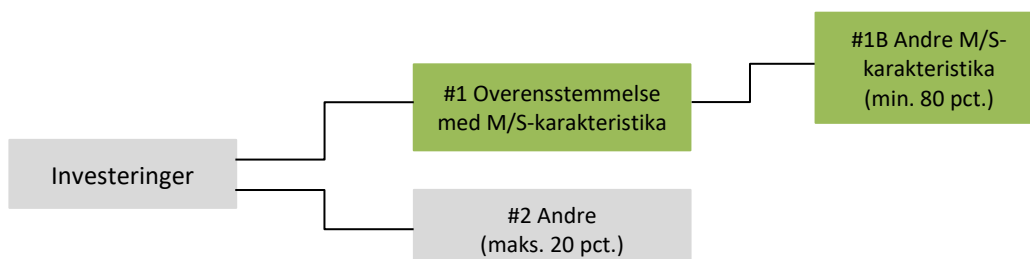 Investeringer
#1 Overensstemmelse
med M/S-karakteristika
#1B Andre M/S-
karakteristika
(min. 80 pct.)
#2 Andre
(maks. 20 pct.)